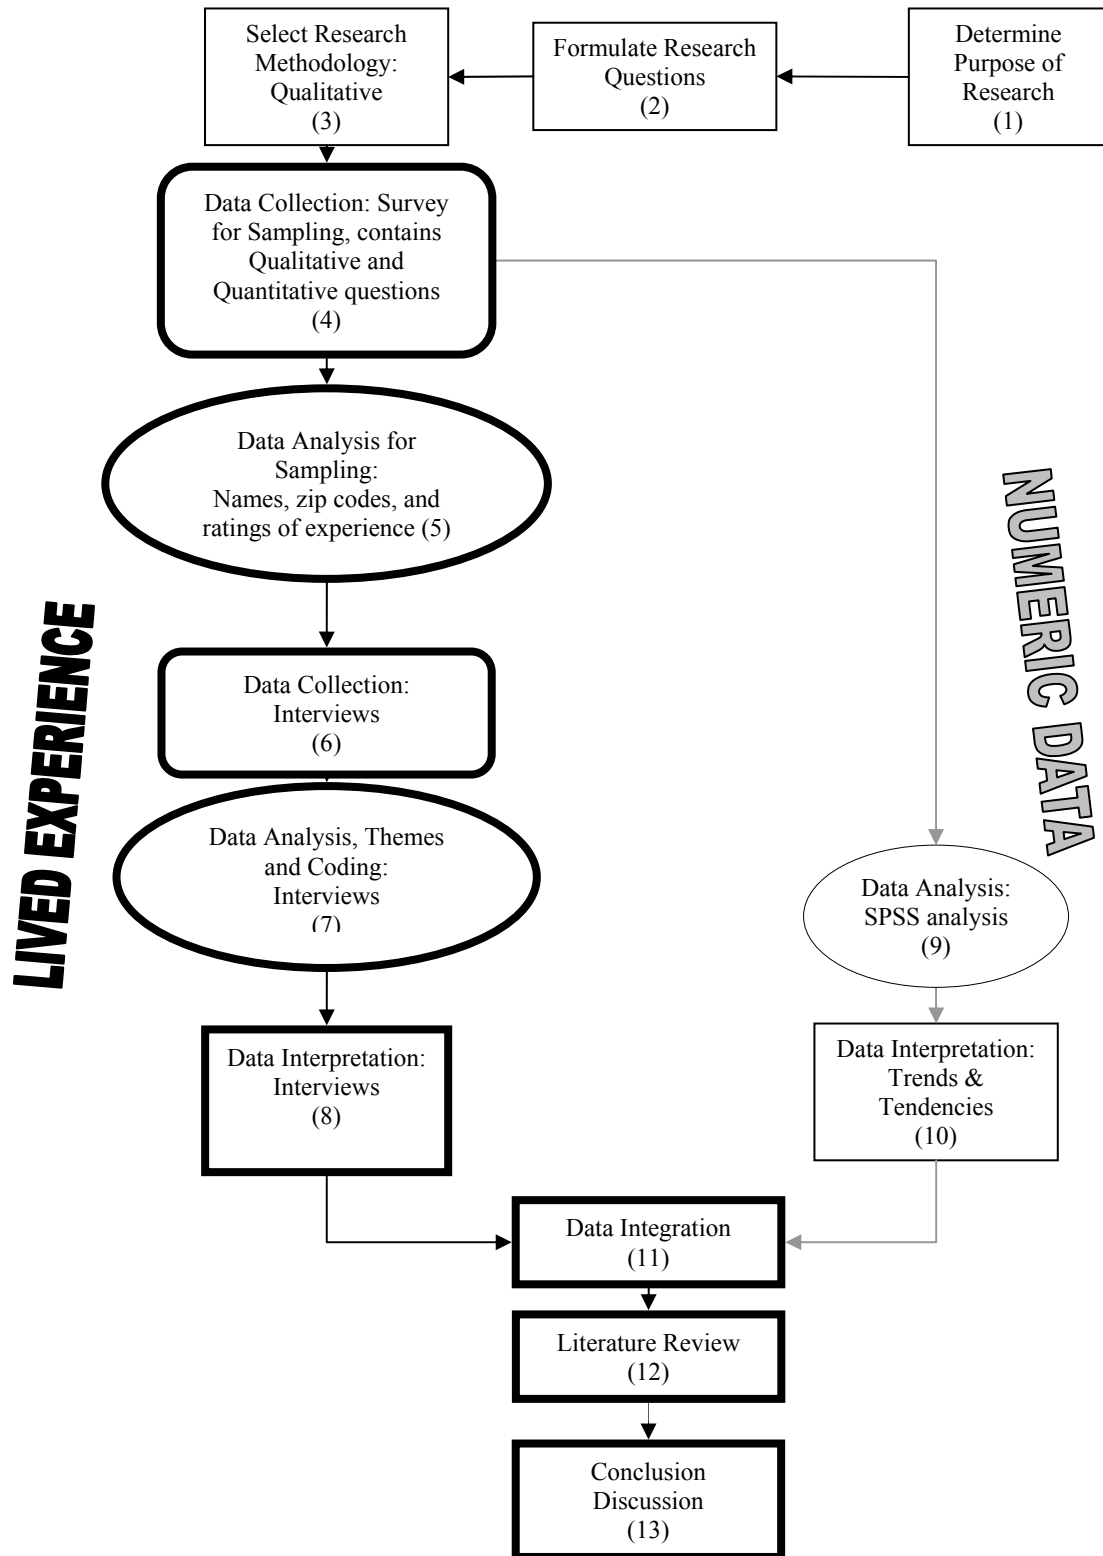 Determine
Purpose of
Research
(1)
Formulate Research
Questions
(2)
Select Research
Methodology:
Qualitative
(3)
Data Collection: Survey
for Sampling, contains
Qualitative and
Quantitative questions
(4)
Data Analysis for
Sampling:
Names, zip codes, and
ratings of experience (5)
Data Collection:
Interviews
(6)
Data Analysis, Themes
and Coding:
Interviews
(7)
Data Interpretation:
Interviews
(8)
LIVED EXPERIENCE
NUMERIC DATA
Data Analysis:
SPSS analysis
(9)
Data Interpretation:
Trends &
Tendencies
(10)
Data Integration
(11)
Literature Review
(12)
Conclusion
Discussion
(13)